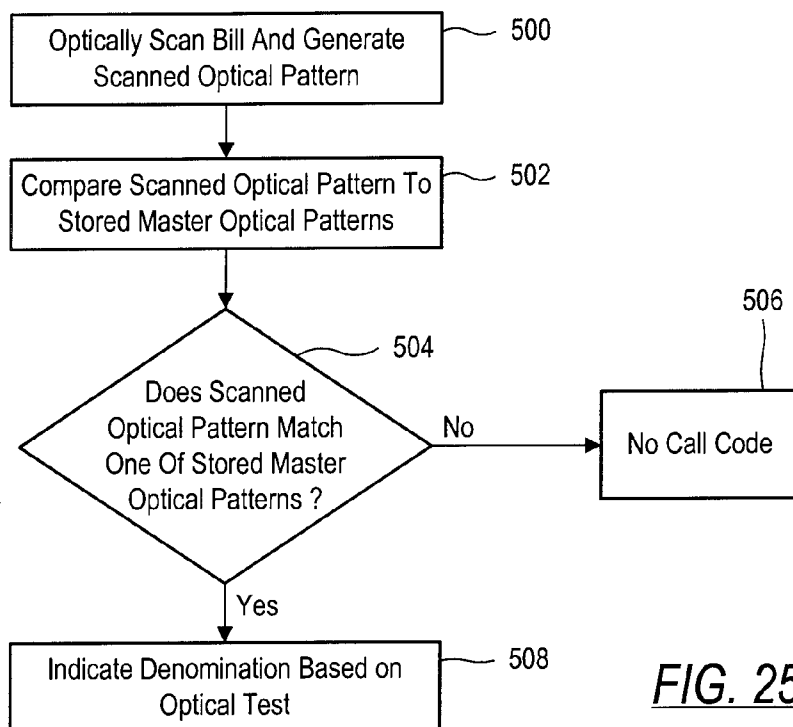 Optically Scan Bill And Generate
Scanned Optical Pattern
500
Compare Scanned Optical Pattern To
Stored Master Optical Patterns
502
504
Does Scanned
Optical Pattern Match
One Of Stored Master
Optical Patterns ?
No
506
No Call Code
Yes
Indicate Denomination Based on
Optical Test
508
FIG. 25